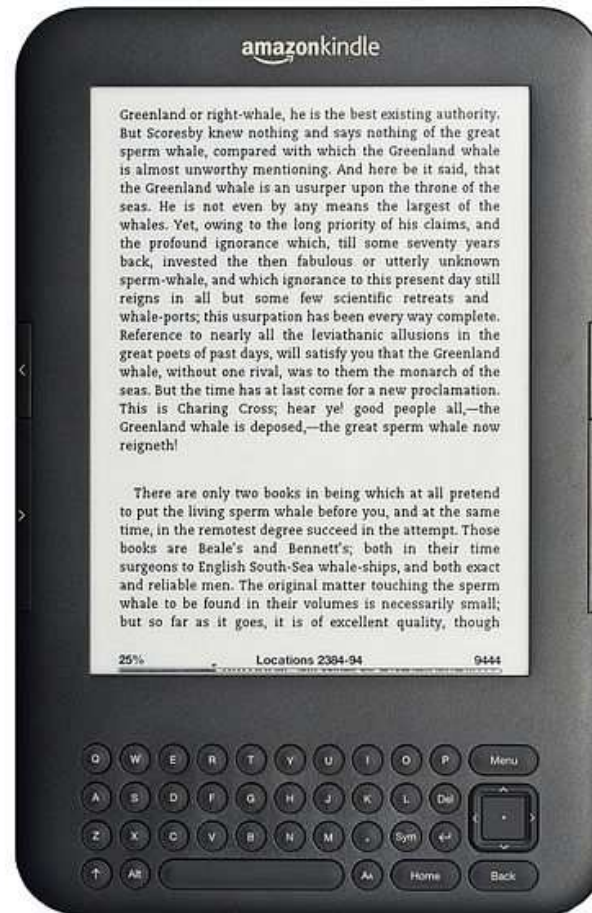 amazonkindle
Greenland or right-whale, he is the best existing authority.
But Scoresby knew nothing and says nothing of the great
sperm whale, compared with which the Greenland whale
is almost unworthy mentioning. And here be it said, that
the Greenland whale is an usurper upon the throne of the
seas. He is not even by any means the largest of the
whales. Yet, owing to the long priority of his claims, and
the profound ignorance which, till some seventy years
back, invested the then fabulous or utterly unknown
sperm-whale, and which ignorance to this present day still
reigns in all but some few scientific retreats and
whale-ports; this usurpation has been every way complete.
Reference to nearly all the leviathanic allusions in the
great poets of past days, will satisfy you that the Greenland
whale, without one rival, was to them the monarch of the
seas. But the time has at last come for a new proclamation.
This is Charing Cross; hear ye! good people all,—the
Greenland whale is deposed,—the great sperm whale now
reigneth!
There are only two books in being which at all pretend
to put the living sperm whale before you, and at the same
time, in the remotest degree succeed in the attempt. Those
books are Beale's and Bennett's; both in their time
surgeons to English South-Sea whale-ships, and both exact
and reliable men. The original matter touching the sperm
whale to be found in their volumes is necessarily small;
but so far as it goes, it is of excellent quality, though
25% Locations 2384-94 9444
Q W E R T Y U I O P Menu
A S D F G H J K L Del
Z X C V B N M . Sym
Alt Aa Home Back